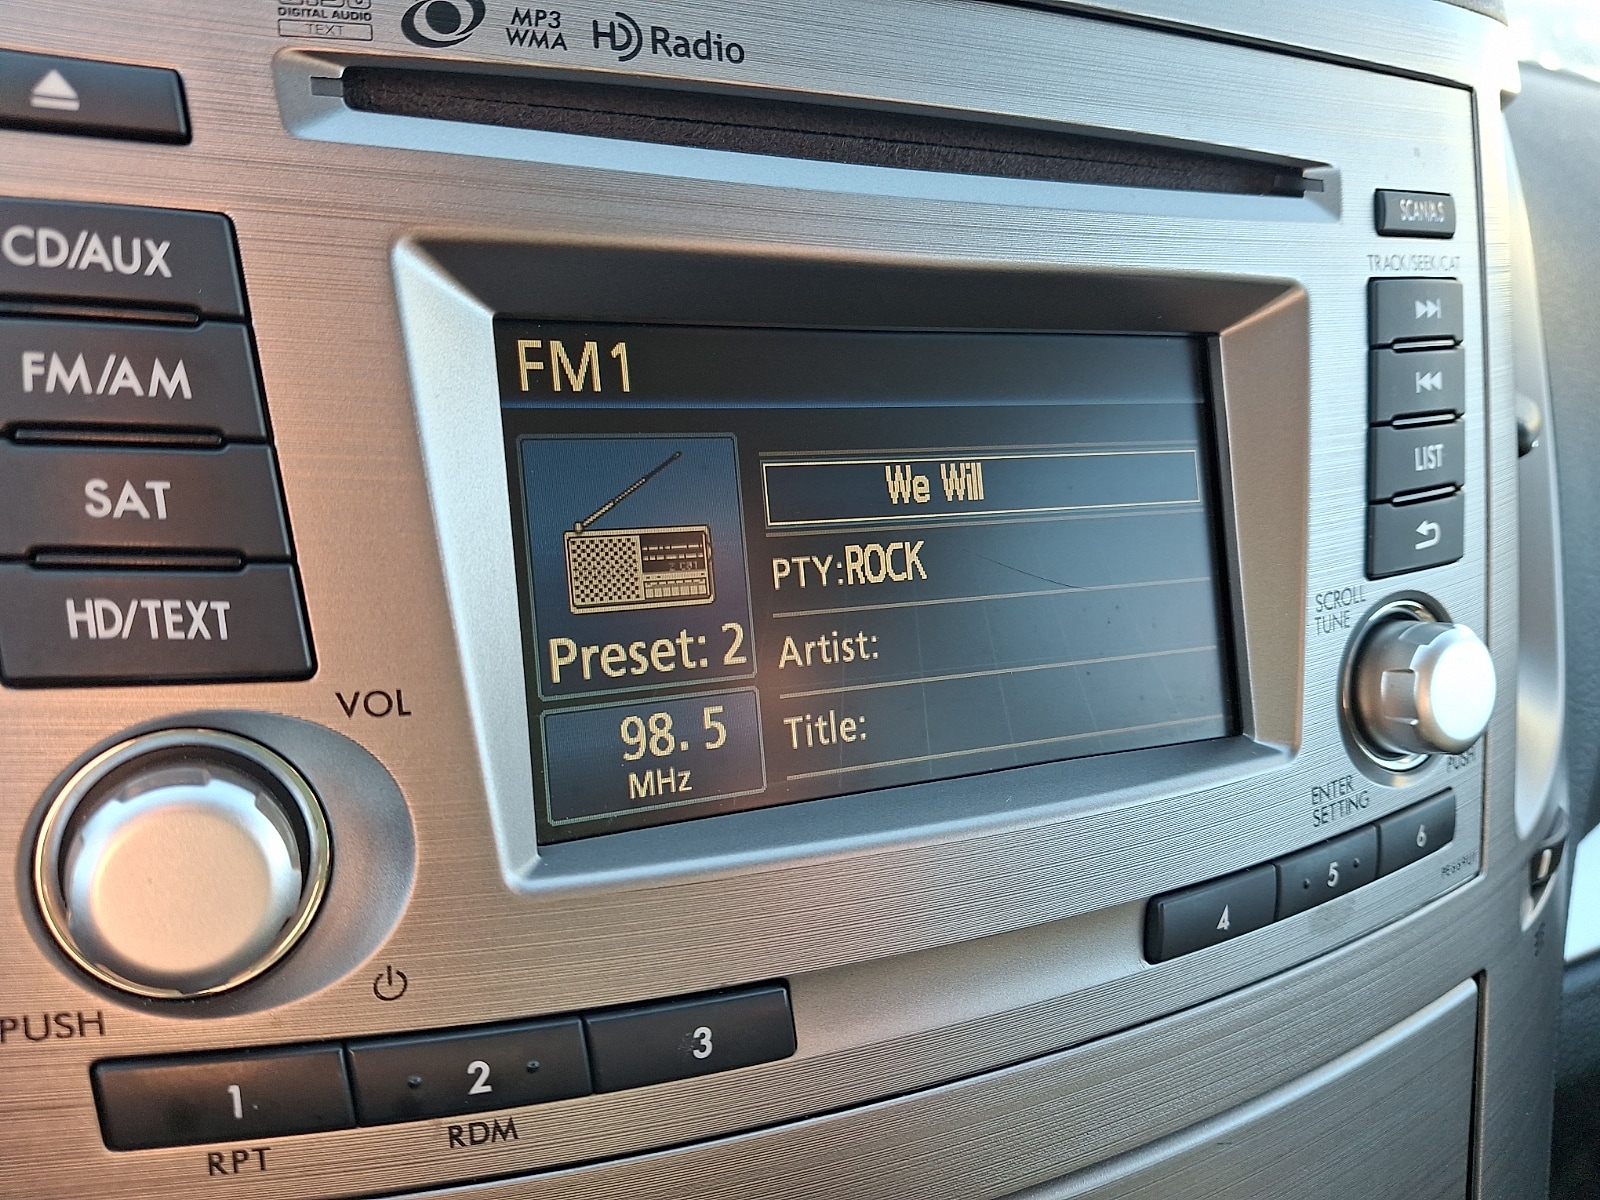 DIGITAL AUDIO
TEXT
MP3
WMA
HD Radio
SCAN/AS
CD/AUX
TRACK/SEEK/CAT
FM/AM
FM1
We Will
LIST
SAT
PTY:ROCK
HD/TEXT
Preset: 2
Artist:
SCROLL
TUNE
VOL
98.5
MHz
Title:
PUSH
ENTER
SETTING
PUSH
1
2
3
4
5
6
RPT
RDM